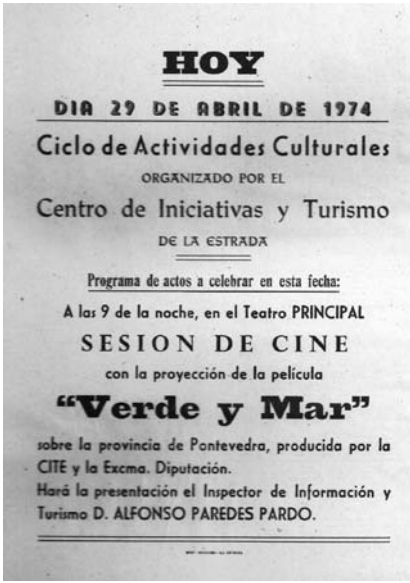 HOY
DIA 29 DE ABRIL DE 1974
Ciclo de Actividades Culturales
ORGANIZADO POR EL
Centro de Iniciativas y Turismo
DE LA ESTRADA
Programa de actos a celebrar en esta fecha:
A las 9 de la noche, en el Teatro PRINCIPAL
SESION DE CINE
con la proyección de la película
“Verde y Mar”
sobre la provincia de Pontevedra, producida por la
CITE y la Excma. Diputación.
Hará la presentación el Inspector de Información y
Turismo D. ALFONSO PAREDES PARDO.